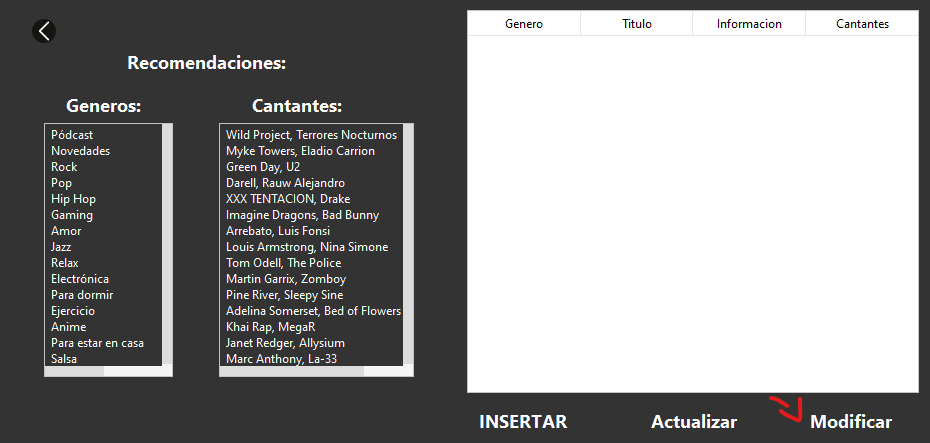 Recomendaciones:
Generos:
Pódcast
Novedades
Rock
Pop
Hip Hop
Gaming
Amor
Jazz
Relax
Electrónica
Para dormir
Ejercicio
Anime
Para estar en casa
Salsa
Cantantes:
Wild Project, Terrores Nocturnos
Myke Towers, Eladio Carrion
Green Day, U2
Darell, Rauw Alejandro
XXX TENTACION, Drake
Imagine Dragons, Bad Bunny
Arrebato, Luis Fonsi
Louis Armstrong, Nina Simone
Tom Odell, The Police
Martin Garrix, Zomboy
Pine River, Sleepy Sine
Adelina Somerset, Bed of Flowers
Khai Rap, MegaR
Janet Redger, Allysium
Marc Anthony, La-33
Genero Titulo Informacion Cantantes
INSERTAR Actualizar Modificar